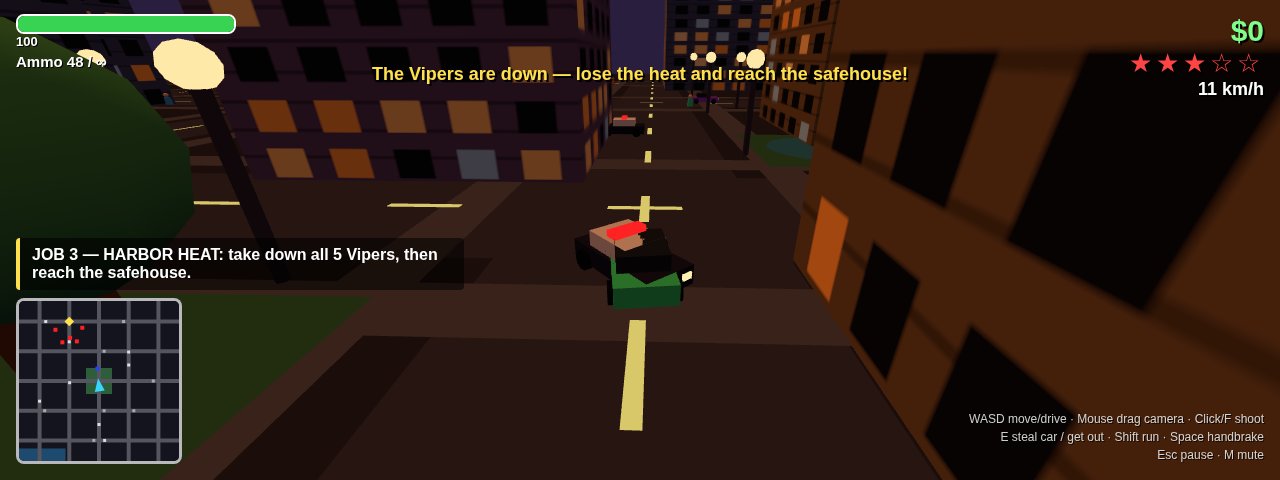 100
Ammo 48 / ∞
The Vipers are down — lose the heat and reach the safehouse!
$0
★★★☆☆
11 km/h
JOB 3 — HARBOR HEAT: take down all 5 Vipers, then
reach the safehouse.
WASD move/drive · Mouse drag camera · Click/F shoot
E steal car / get out · Shift run · Space handbrake
Esc pause · M mute